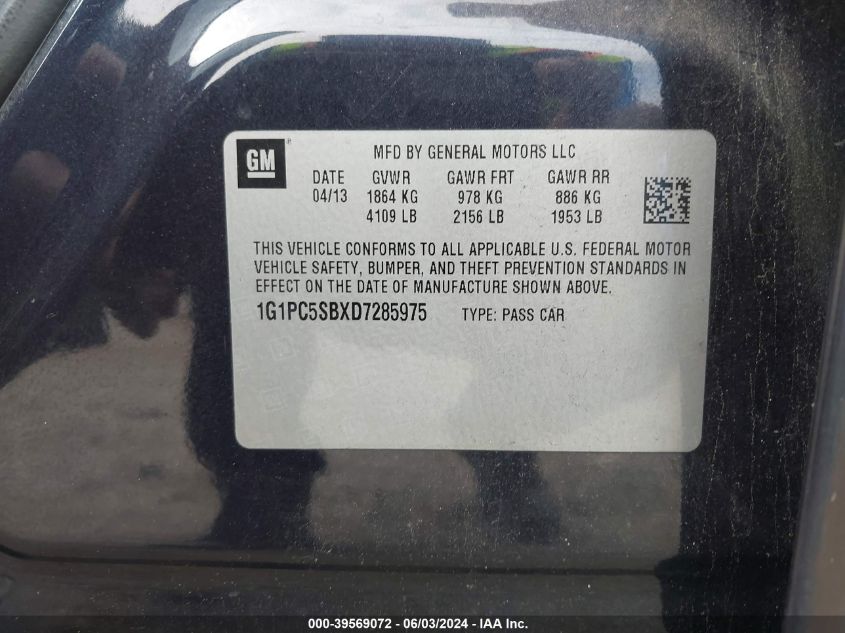 GM
MFD BY GENERAL MOTORS LLC
DATE GVWR GAWR FRT GAWR RR
04/13 1864 KG 978 KG 886 KG
4109 LB 2156 LB 1953 LB
THIS VEHICLE CONFORMS TO ALL APPLICABLE U.S. FEDERAL MOTOR
VEHICLE SAFETY, BUMPER, AND THEFT PREVENTION STANDARDS IN
EFFECT ON THE DATE OF MANUFACTURE SHOWN ABOVE.
1G1PC5SBXD7285975 TYPE: PASS CAR
000-39569072 - 06/03/2024 - IAA Inc.